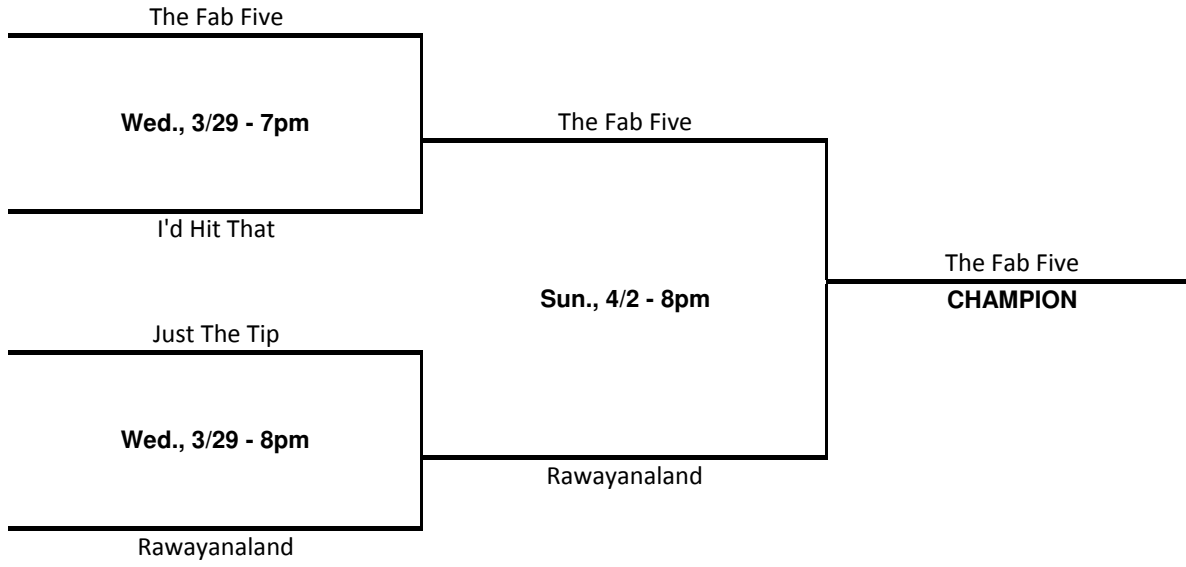 The Fab Five
Wed., 3/29 - 7pm
The Fab Five
I'd Hit That
The Fab Five
Sun., 4/2 - 8pm
CHAMPION
Just The Tip
Wed., 3/29 - 8pm
Rawayanaland
Rawayanaland